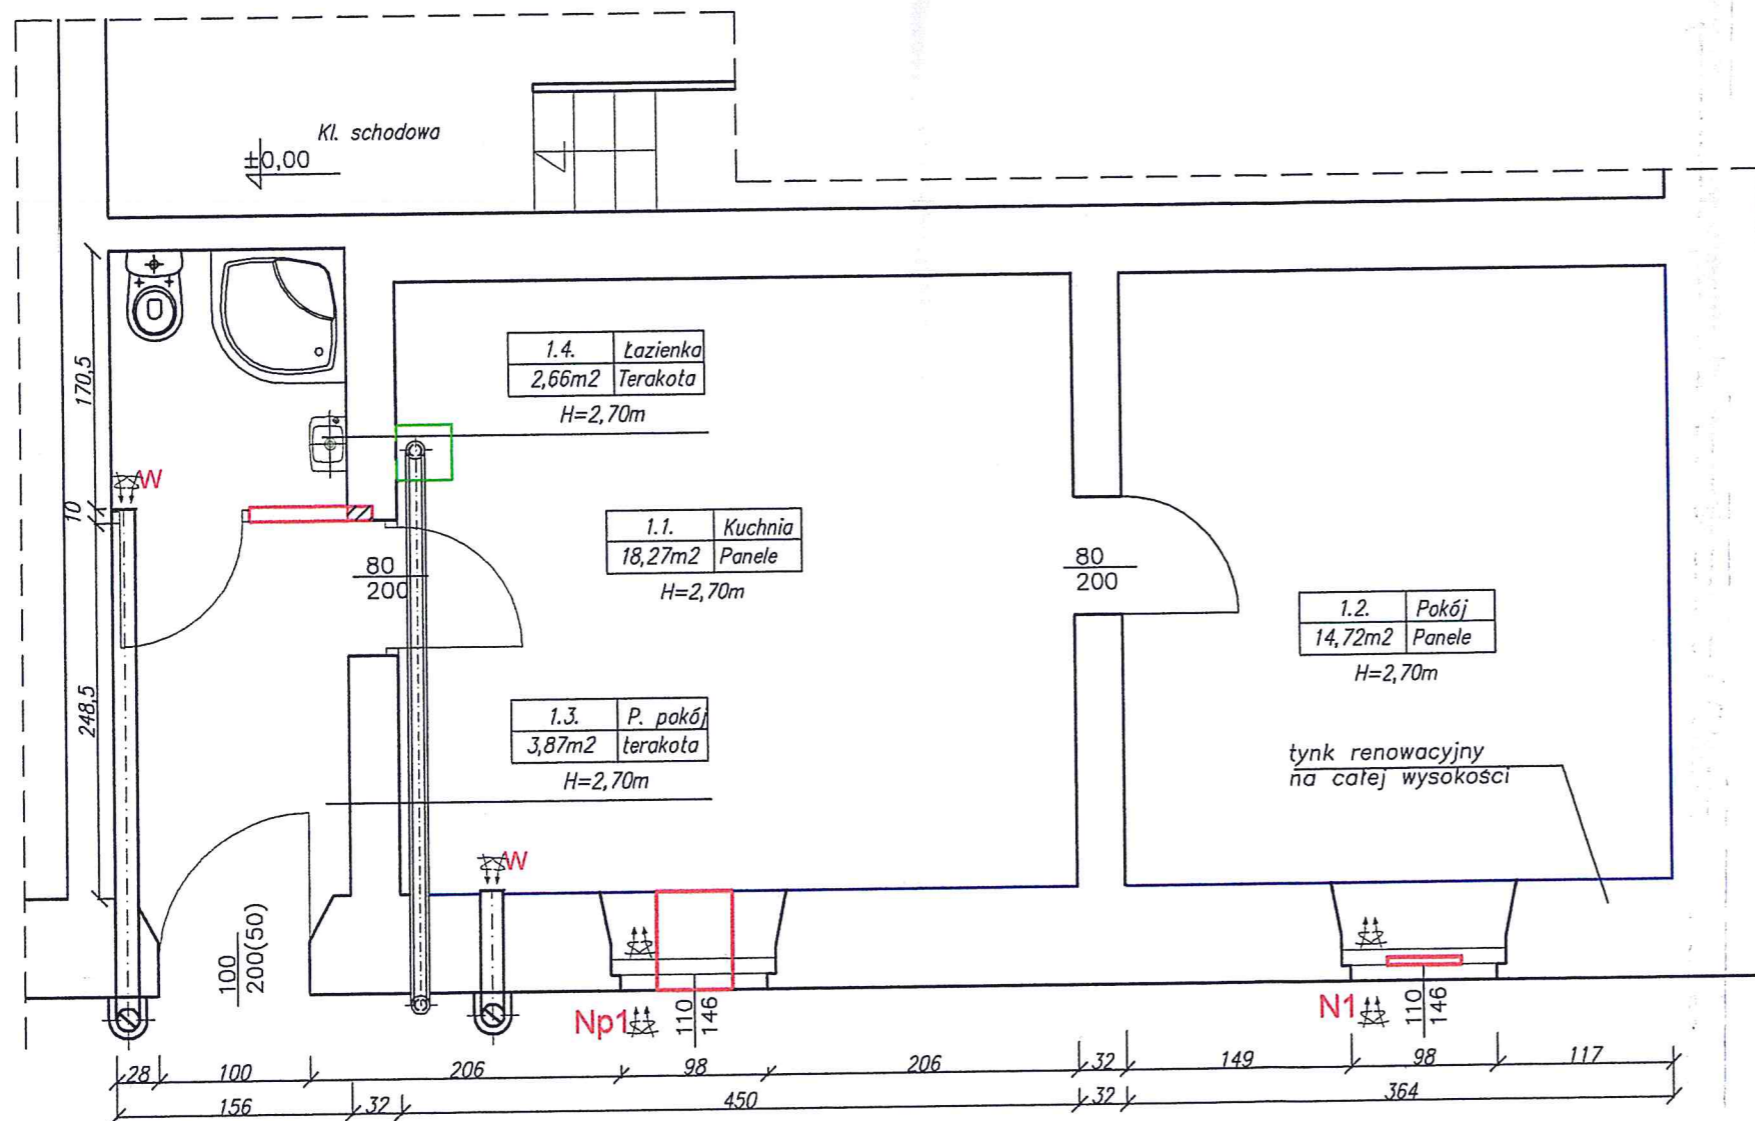 Kl. schodowa
±0,00
1.4. Łazienka
2,66m2 Terakota
H=2,70m
170,5
W
10
1.1. Kuchnia
18,27m2 Panele
H=2,70m
80
200
80
200
1.2. Pokój
14,72m2 Panele
H=2,70m
248,5
1.3. P. pokój
3,87m2 terakota
H=2,70m
tynk renowacyjny
na całej wysokości
W
100
200(50)
Np1
110
146
N1
110
146
28 100 206 98 206 32 149 98 117
156 32 450 32 364